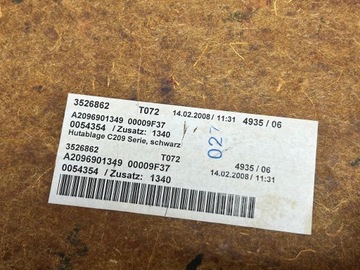 3526862 T072 14.02.2008 / 11:31 4935 / 06
A2096901349 00009F37
0054354 / Zusatz: 1340
Hutablage C209 Serie, schwarz
027
3526862 T072 4935 / 06
A2096901349 00009F37 14.02.2008 / 11:31
0054354 / Zusatz: 1340